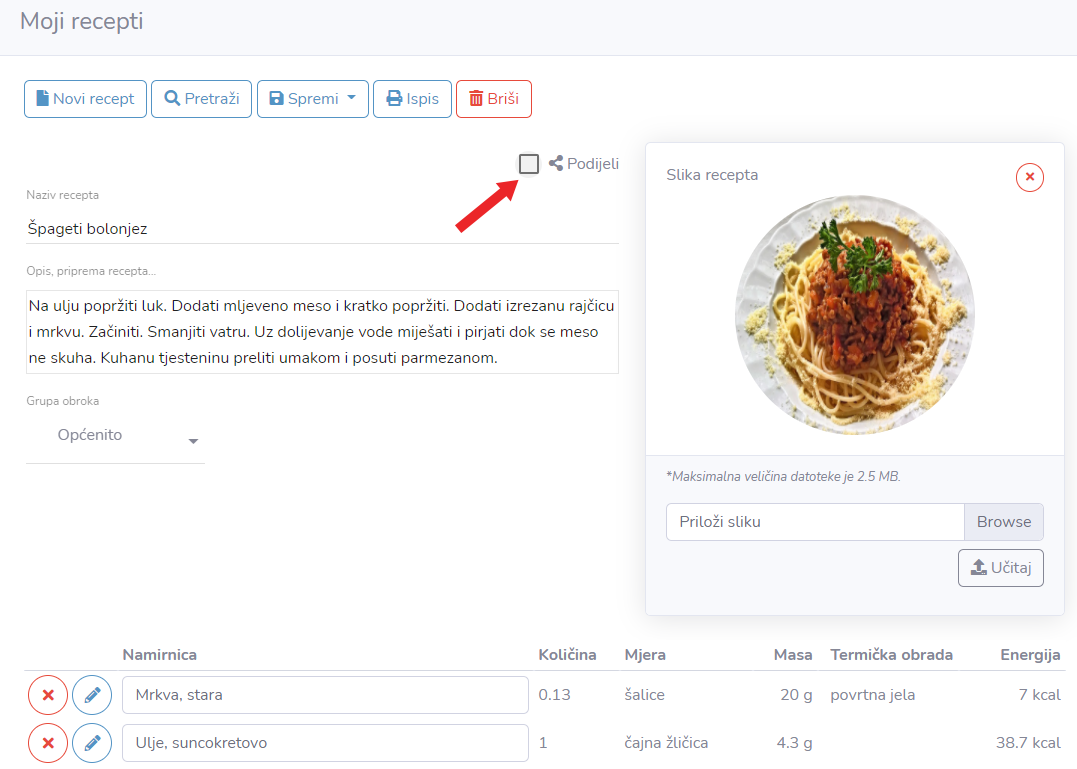 Moji recepti
Novi recept Pretraži Spremi Ispis Briši
Podijeli
Naziv recepta
Špageti bolonjez
Opis, priprema recepta...
Na ulju popržiti luk. Dodati mljeveno meso i kratko popržiti. Dodati izrezanu rajčicu
i mrkvu. Začiniti. Smanjiti vatru. Uz dolijevanje vode miješati i pirjati dok se meso
ne skuha. Kuhanu tjesteninu preliti umakom i posuti parmezanom.
Grupa obroka
Općenito
Slika recepta
*Maksimalna veličina datoteke je 2.5 MB.
Priloži sliku Browse
Učitaj
Namirnica Količina Mjera Masa Termička obrada Energija
Mrkva, stara 0.13 šalice 20 g povrtna jela 7 kcal
Ulje, suncokretovo 1 čajna žličica 4.3 g 38.7 kcal